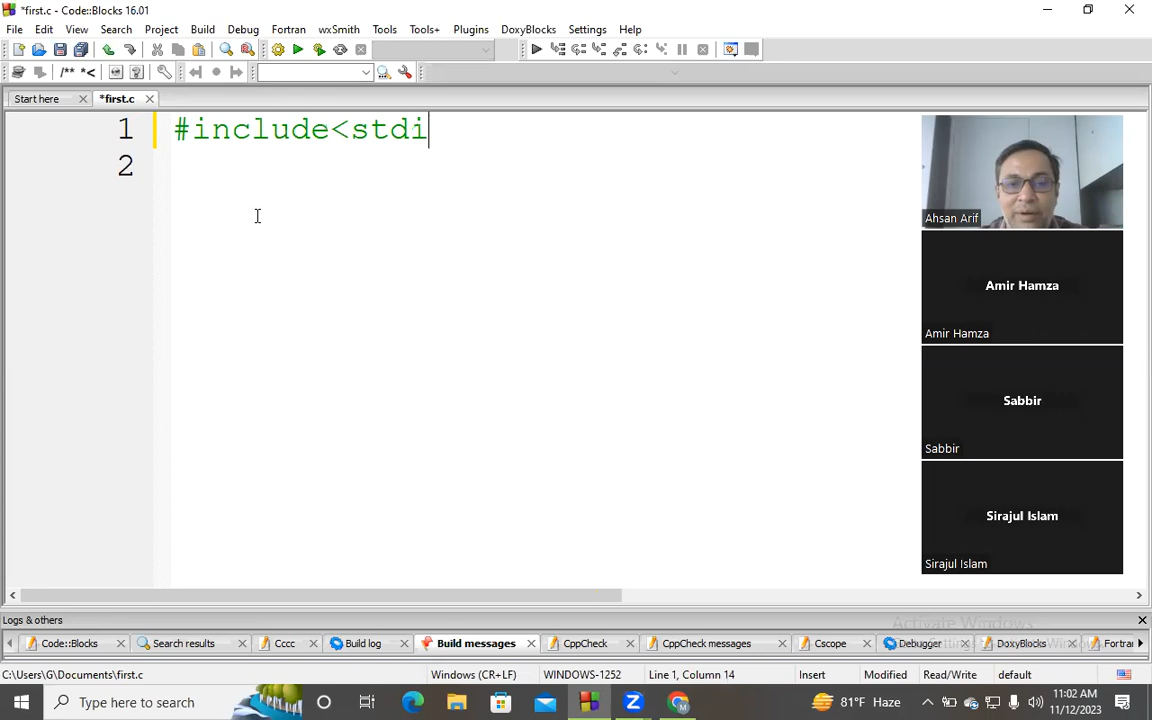 *first.c - Code::Blocks 16.01
File Edit View Search Project Build Debug Fortran wxSmith Tools Tools+ Plugins DoxyBlocks Settings Help
/** *<
Start here *first.c
1 #include<stdi
2
Ahsan Arif
Amir Hamza
Amir Hamza
Sabbir
Sabbir
Sirajul Islam
Sirajul Islam
Logs & others
Activate Windows
Code::Blocks Search results Cccc Build log Build messages CppCheck CppCheck messages Cscope Debugger DoxyBlocks Fortra
C:\Users\G\Documents\first.c Windows (CR+LF) WINDOWS-1252 Line 1, Column 14 Insert Modified Read/Write default
Type here to search 81°F Haze 11:02 AM
11/12/2023